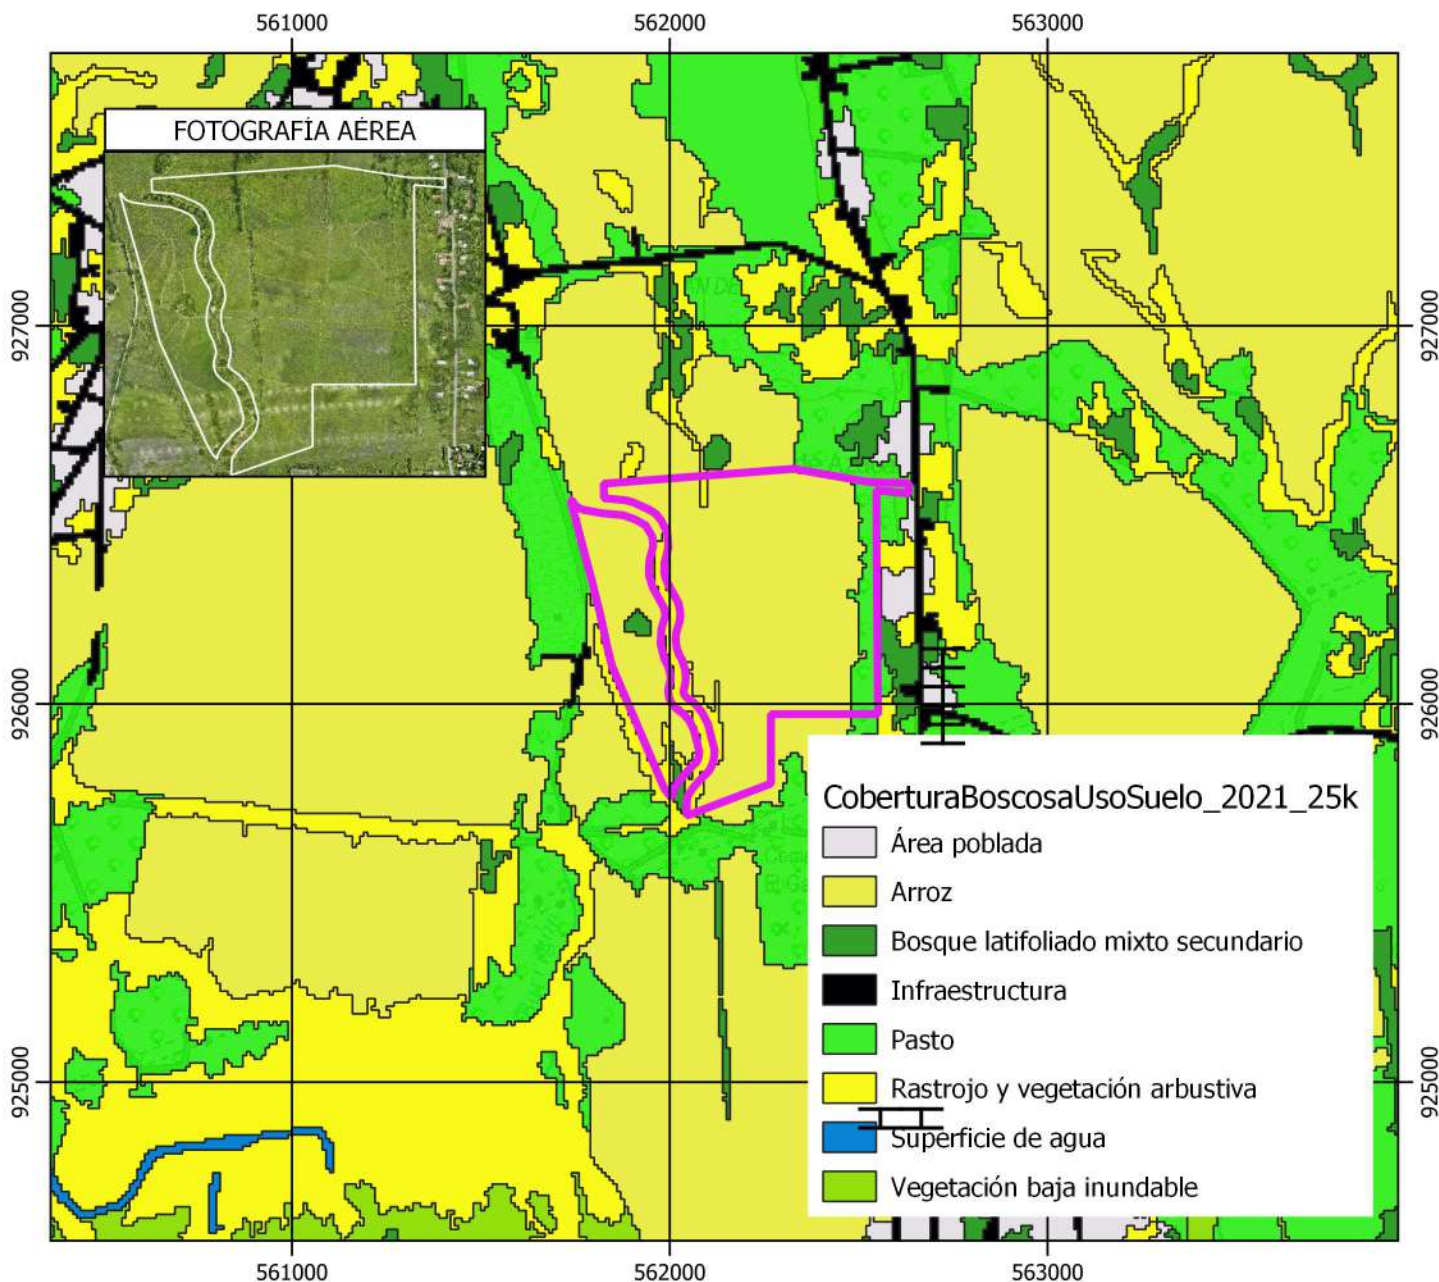 561000 562000 563000
FOTOGRAFÍA AÉREA
927000 927000
926000 926000
CoberturaBoscosaUsoSuelo_2021_25k
Área poblada
Arroz
Bosque latifoliado mixto secundario
Infraestructura
Pasto
Rastrojo y vegetación arbustiva
Superficie de agua
Vegetación baja inundable
925000 925000
561000 562000 563000